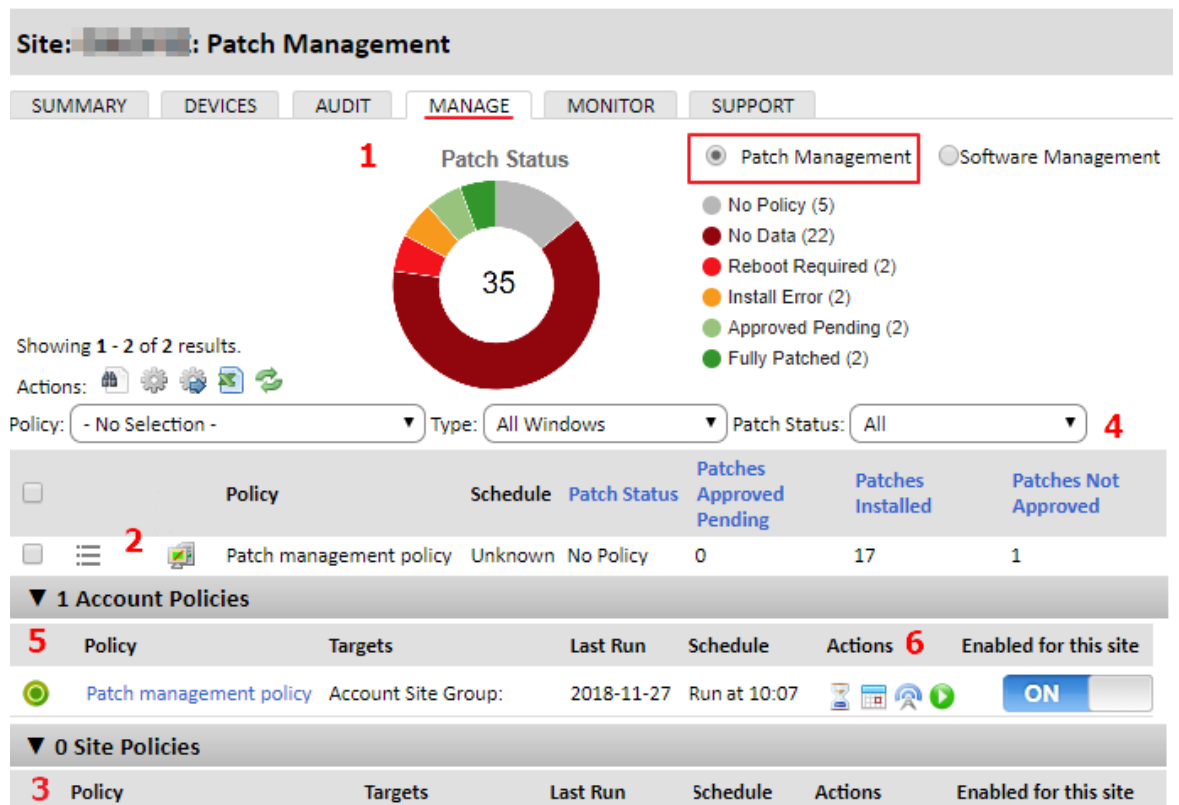 Site: : Patch Management
SUMMARY DEVICES AUDIT MANAGE MONITOR SUPPORT
1 Patch Status Patch Management Software Management
No Policy (5)
No Data (22)
Reboot Required (2)
35
Install Error (2)
Approved Pending (2)
Showing 1 - 2 of 2 results.
Fully Patched (2)
Actions:
Policy: - No Selection - Type: All Windows Patch Status: All 4
Policy Schedule Patch Status Patches Approved Pending Patches Installed Patches Not Approved
2 Patch management policy Unknown No Policy 0 17 1
▼ 1 Account Policies
5 Policy Targets Last Run Schedule Actions 6 Enabled for this site
Patch management policy Account Site Group: 2018-11-27 Run at 10:07 ON
▼ 0 Site Policies
3 Policy Targets Last Run Schedule Actions Enabled for this site